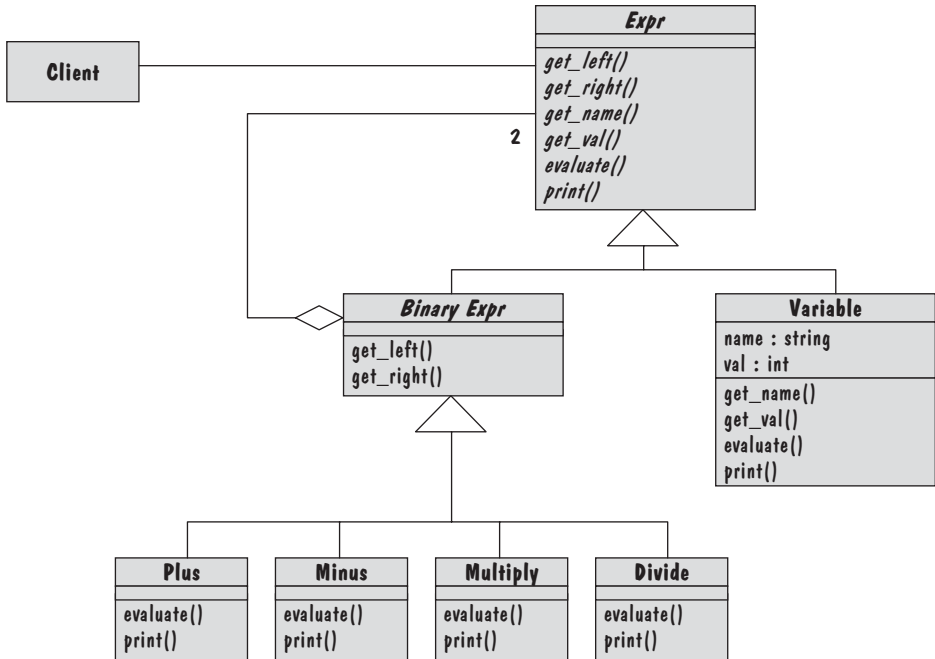 Expr
get_left()
get_right()
get_name()
get_val()
evaluate()
print()
Client
2
Binary Expr
get_left()
get_right()
Variable
name : string
val : int
get_name()
get_val()
evaluate()
print()
Plus
evaluate()
print()
Minus
evaluate()
print()
Multiply
evaluate()
print()
Divide
evaluate()
print()